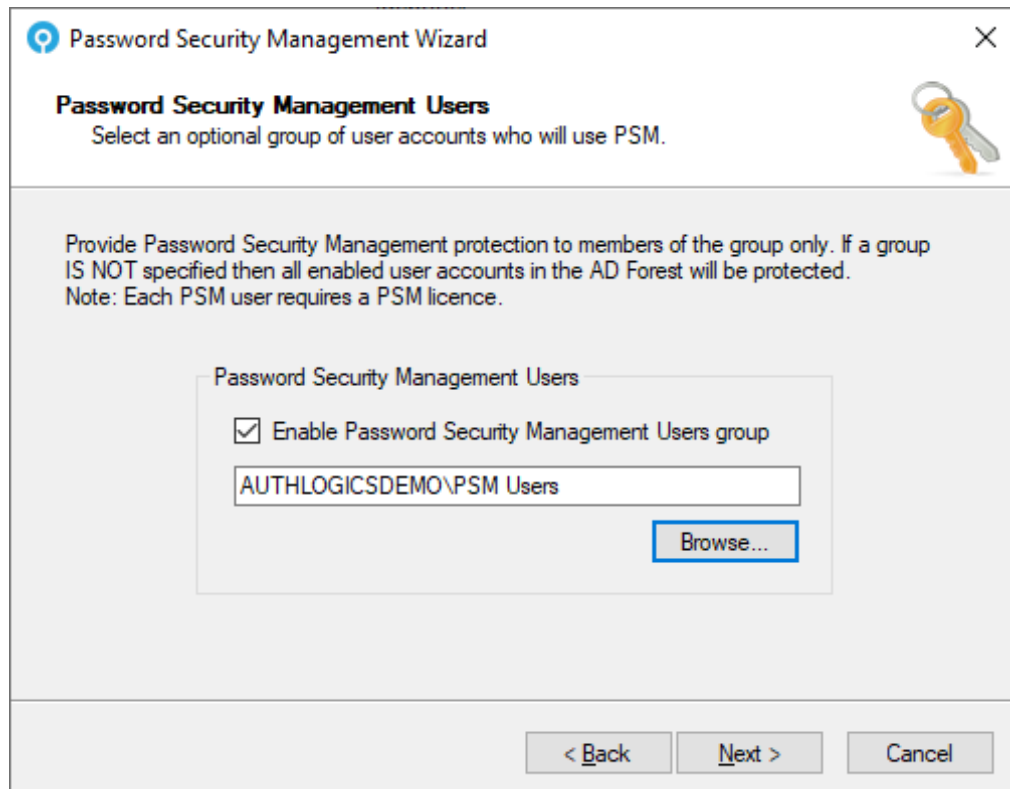 Password Security Management Wizard
Password Security Management Users
Select an optional group of user accounts who will use PSM.
Provide Password Security Management protection to members of the group only. If a group
IS NOT specified then all enabled user accounts in the AD Forest will be protected.
Note: Each PSM user requires a PSM licence.
Password Security Management Users
Enable Password Security Management Users group
AUTHLOGICSDEMO\PSM Users
Browse...
< Back
Next >
Cancel